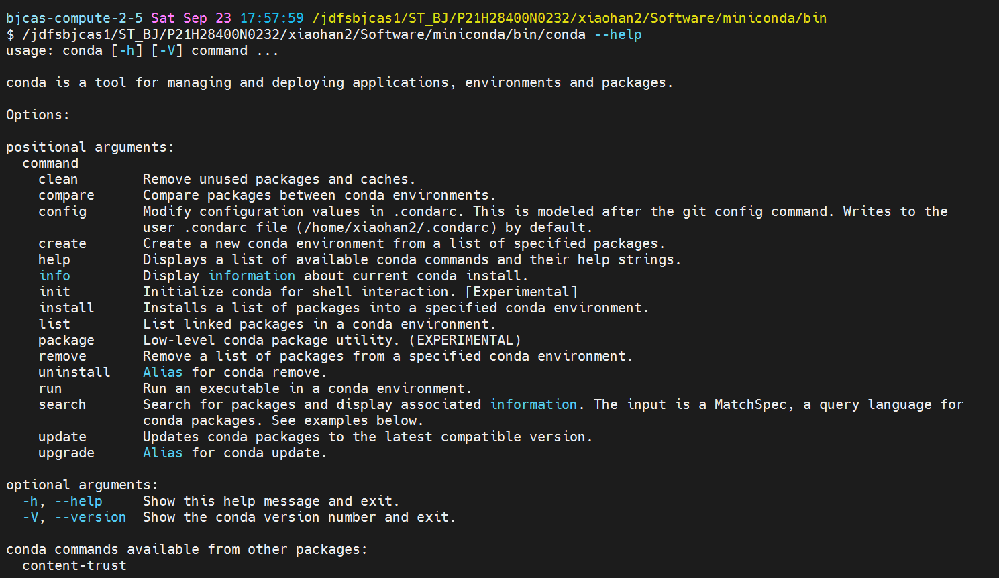 bjcas-compute-2-5 Sat Sep 23 17:57:59 /jdfsbjcas1/ST_BJ/P21H28400N0232/xiaohan2/Software/miniconda/bin
$ /jdfsbjcas1/ST_BJ/P21H28400N0232/xiaohan2/Software/miniconda/bin/conda --help
usage: conda [-h] [-V] command ...
conda is a tool for managing and deploying applications, environments and packages.
Options:
positional arguments:
command
clean Remove unused packages and caches.
compare Compare packages between conda environments.
config Modify configuration values in .condarc. This is modeled after the git config command. Writes to the
user .condarc file (/home/xiaohan2/.condarc) by default.
create Create a new conda environment from a list of specified packages.
help Displays a list of available conda commands and their help strings.
info Display information about current conda install.
init Initialize conda for shell interaction. [Experimental]
install Installs a list of packages into a specified conda environment.
list List linked packages in a conda environment.
package Low-level conda package utility. (EXPERIMENTAL)
remove Remove a list of packages from a specified conda environment.
uninstall Alias for conda remove.
run Run an executable in a conda environment.
search Search for packages and display associated information. The input is a MatchSpec, a query language for
conda packages. See examples below.
update Updates conda packages to the latest compatible version.
upgrade Alias for conda update.
optional arguments:
-h, --help Show this help message and exit.
-V, --version Show the conda version number and exit.
conda commands available from other packages:
content-trust